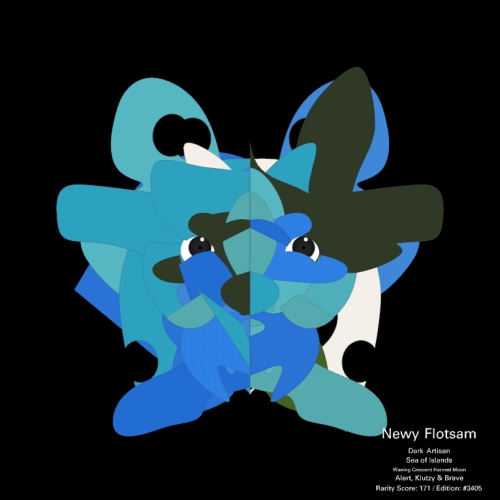 Newy Flotsam
Dark Artisan
Sea of Islands
Waxing Crescent Harvest Moon
Alert, Klutzy & Brave
Rarity Score: 171 / Edition: #3405